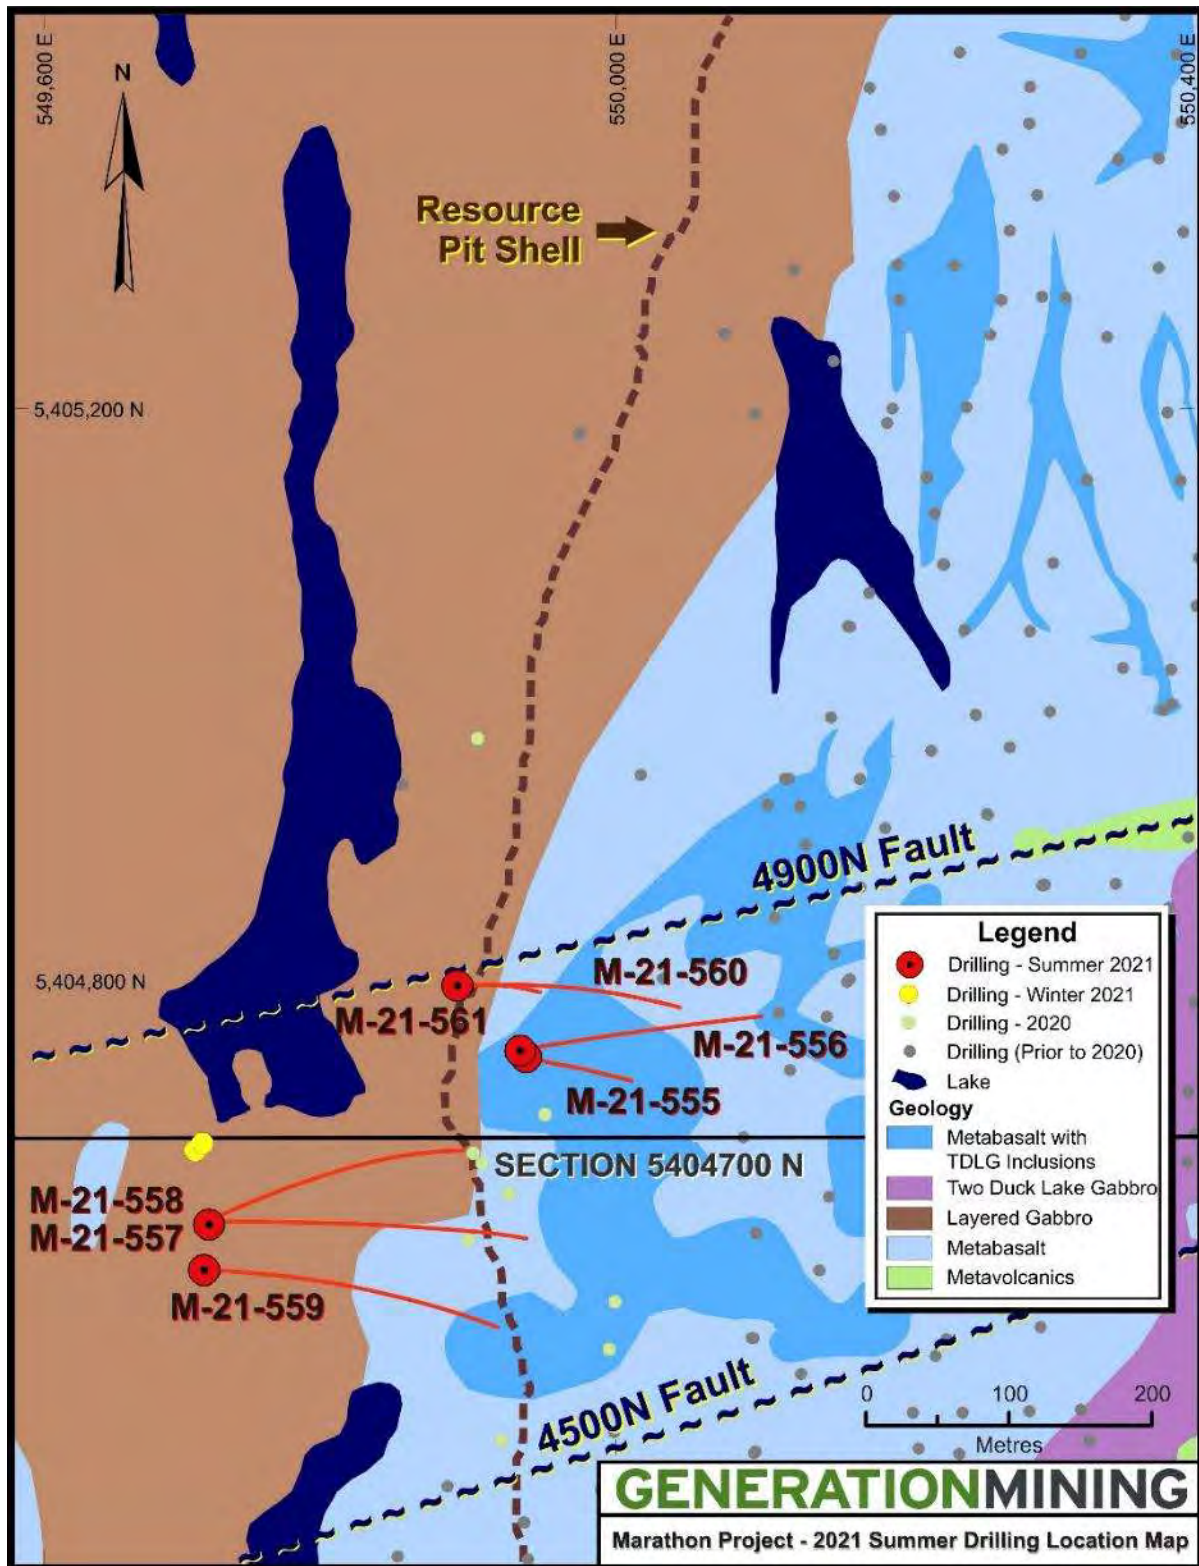 549,600 E
550,000 E
550,400 E
N
Resource
Pit Shell
5,405,200 N
4900N Fault
5,404,800 N
M-21-560
M-21-561
M-21-556
M-21-555
SECTION 5404700 N
M-21-558
M-21-557
M-21-559
4500N Fault
Legend
Drilling - Summer 2021
Drilling - Winter 2021
Drilling - 2020
Drilling (Prior to 2020)
Lake
Geology
Metabasalt with
TDLG Inclusions
Two Duck Lake Gabbro
Layered Gabbro
Metabasalt
Metavolcanics
0 100 200
Metres
GENERATIONMINING
Marathon Project - 2021 Summer Drilling Location Map